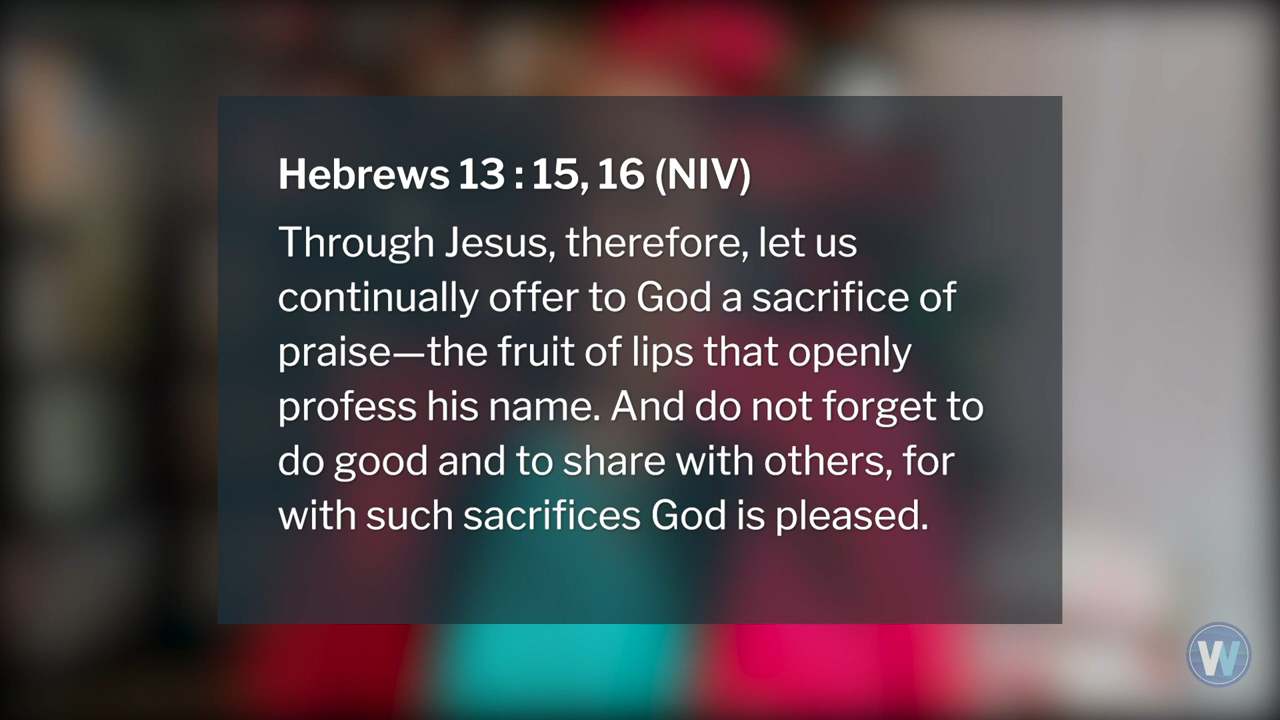 Hebrews 13 : 15, 16 (NIV)
Through Jesus, therefore, let us
continually offer to God a sacrifice of
praise—the fruit of lips that openly
profess his name. And do not forget to
do good and to share with others, for
with such sacrifices God is pleased.
W